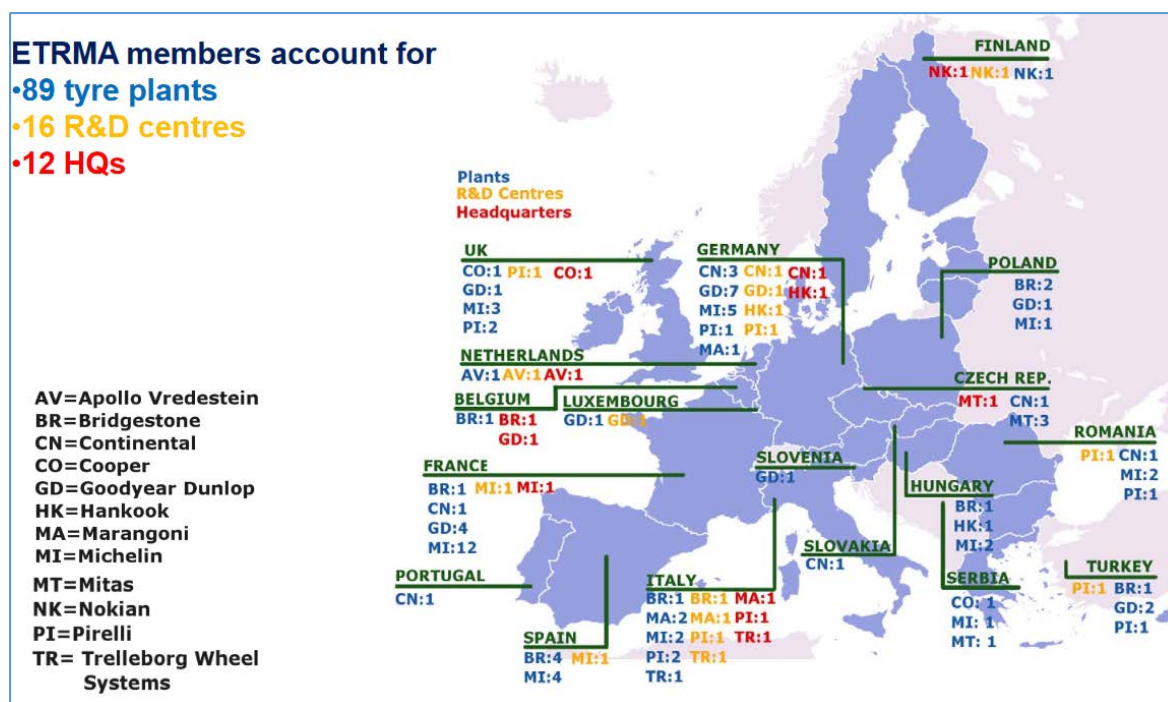 ETRMA members account for
•89 tyre plants
•16 R&D centres
•12 HQs
Plants
R&D Centres
Headquarters
FINLAND
NK:1 NK:1 NK:1
UK
CO:1 PI:1 CO:1
GD:1
MI:3
PI:2
GERMANY
CN:3 CN:1 CN:1
GD:7 GD:1 HK:1
MI:5 HK:1
PI:1 PI:1
MA:1
POLAND
BR:2
GD:1
MI:1
NETHERLANDS
AV:1 AV:1 AV:1
BELGIUM
BR:1 BR:1
GD:1
LUXEMBOURG
GD:1 GD:1
CZECH REP.
MT:1 CN:1
MT:3
ROMANIA
PI:1 CN:1
MI:2
PI:1
FRANCE
BR:1 MI:1 MI:1
CN:1
GD:4
MI:12
SLOVENIA
GD:1
HUNGARY
BR:1
HK:1
MI:2
SLOVAKIA
CN:1
PORTUGAL
CN:1
SPAIN
BR:4 MI:1
MI:4
ITALY
BR:1 BR:1 MA:1
MA:2 MA:1 PI:1
MI:2 PI:1 TR:1
PI:2 TR:1
TR:1
SERBIA
CO: 1
MI: 1
MT: 1
TURKEY
PI:1 BR:1
GD:2
PI:1
AV=Apollo Vredestein
BR=Bridgestone
CN=Continental
CO=Cooper
GD=Goodyear Dunlop
HK=Hankook
MA=Marangoni
MI=Michelin
MT=Mitas
NK=Nokian
PI=Pirelli
TR= Trelleborg Wheel
Systems